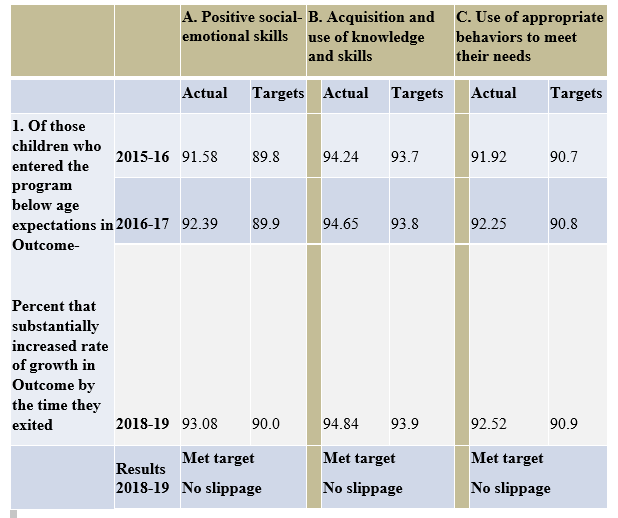 A. Positive social-
emotional skills
B. Acquisition and
use of knowledge
and skills
C. Use of appropriate
behaviors to meet
their needs
Actual Targets Actual Targets Actual Targets
1. Of those
children who
entered the
program
below age
expectations in
Outcome-
2015-16 91.58 89.8 94.24 93.7 91.92 90.7
2016-17 92.39 89.9 94.65 93.8 92.25 90.8
Percent that
substantially
increased rate
of growth in
Outcome by
the time they
exited
2018-19 93.08 90.0 94.84 93.9 92.52 90.9
Results
2018-19
Met target
No slippage
Met target
No slippage
Met target
No slippage